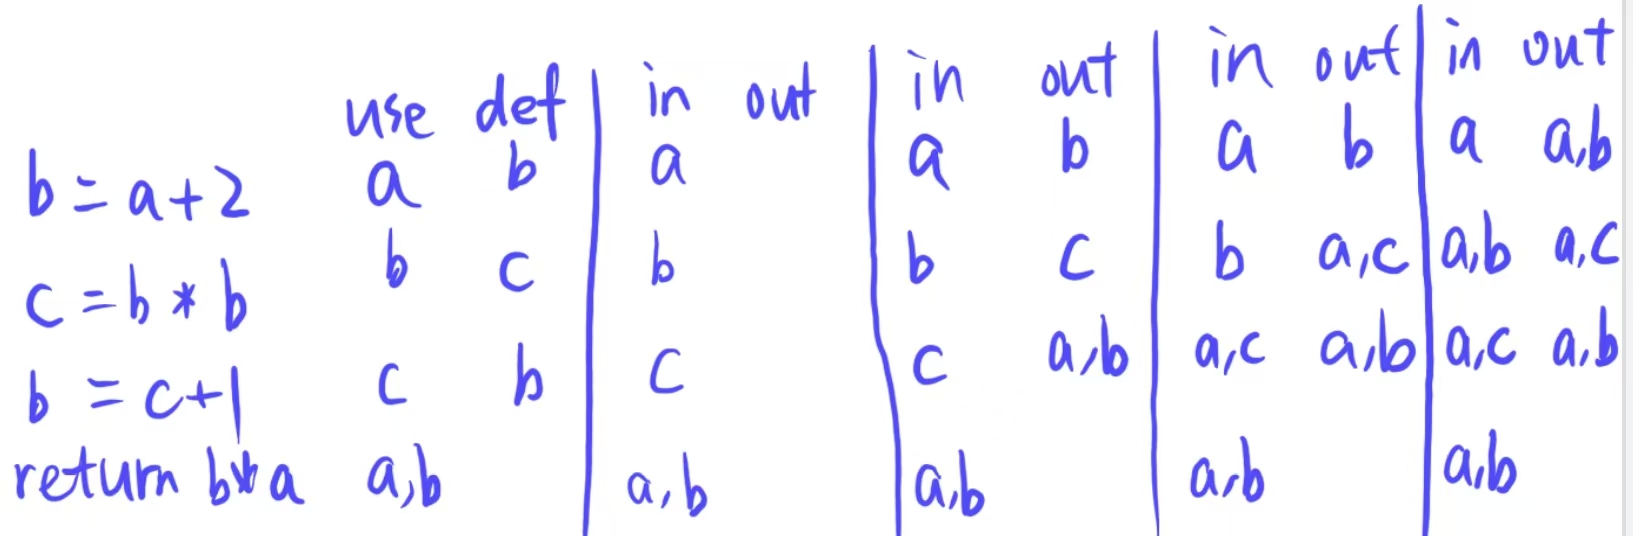 use def in out in out in out in out
b = a + 2 a b a a b a b a a,b
c = b * b b c b b c b a,c a,b a,c
b = c + 1 c b c c a,b a,c a,b a,c a,b
return b * a a,b a,b a,b a,b a,b